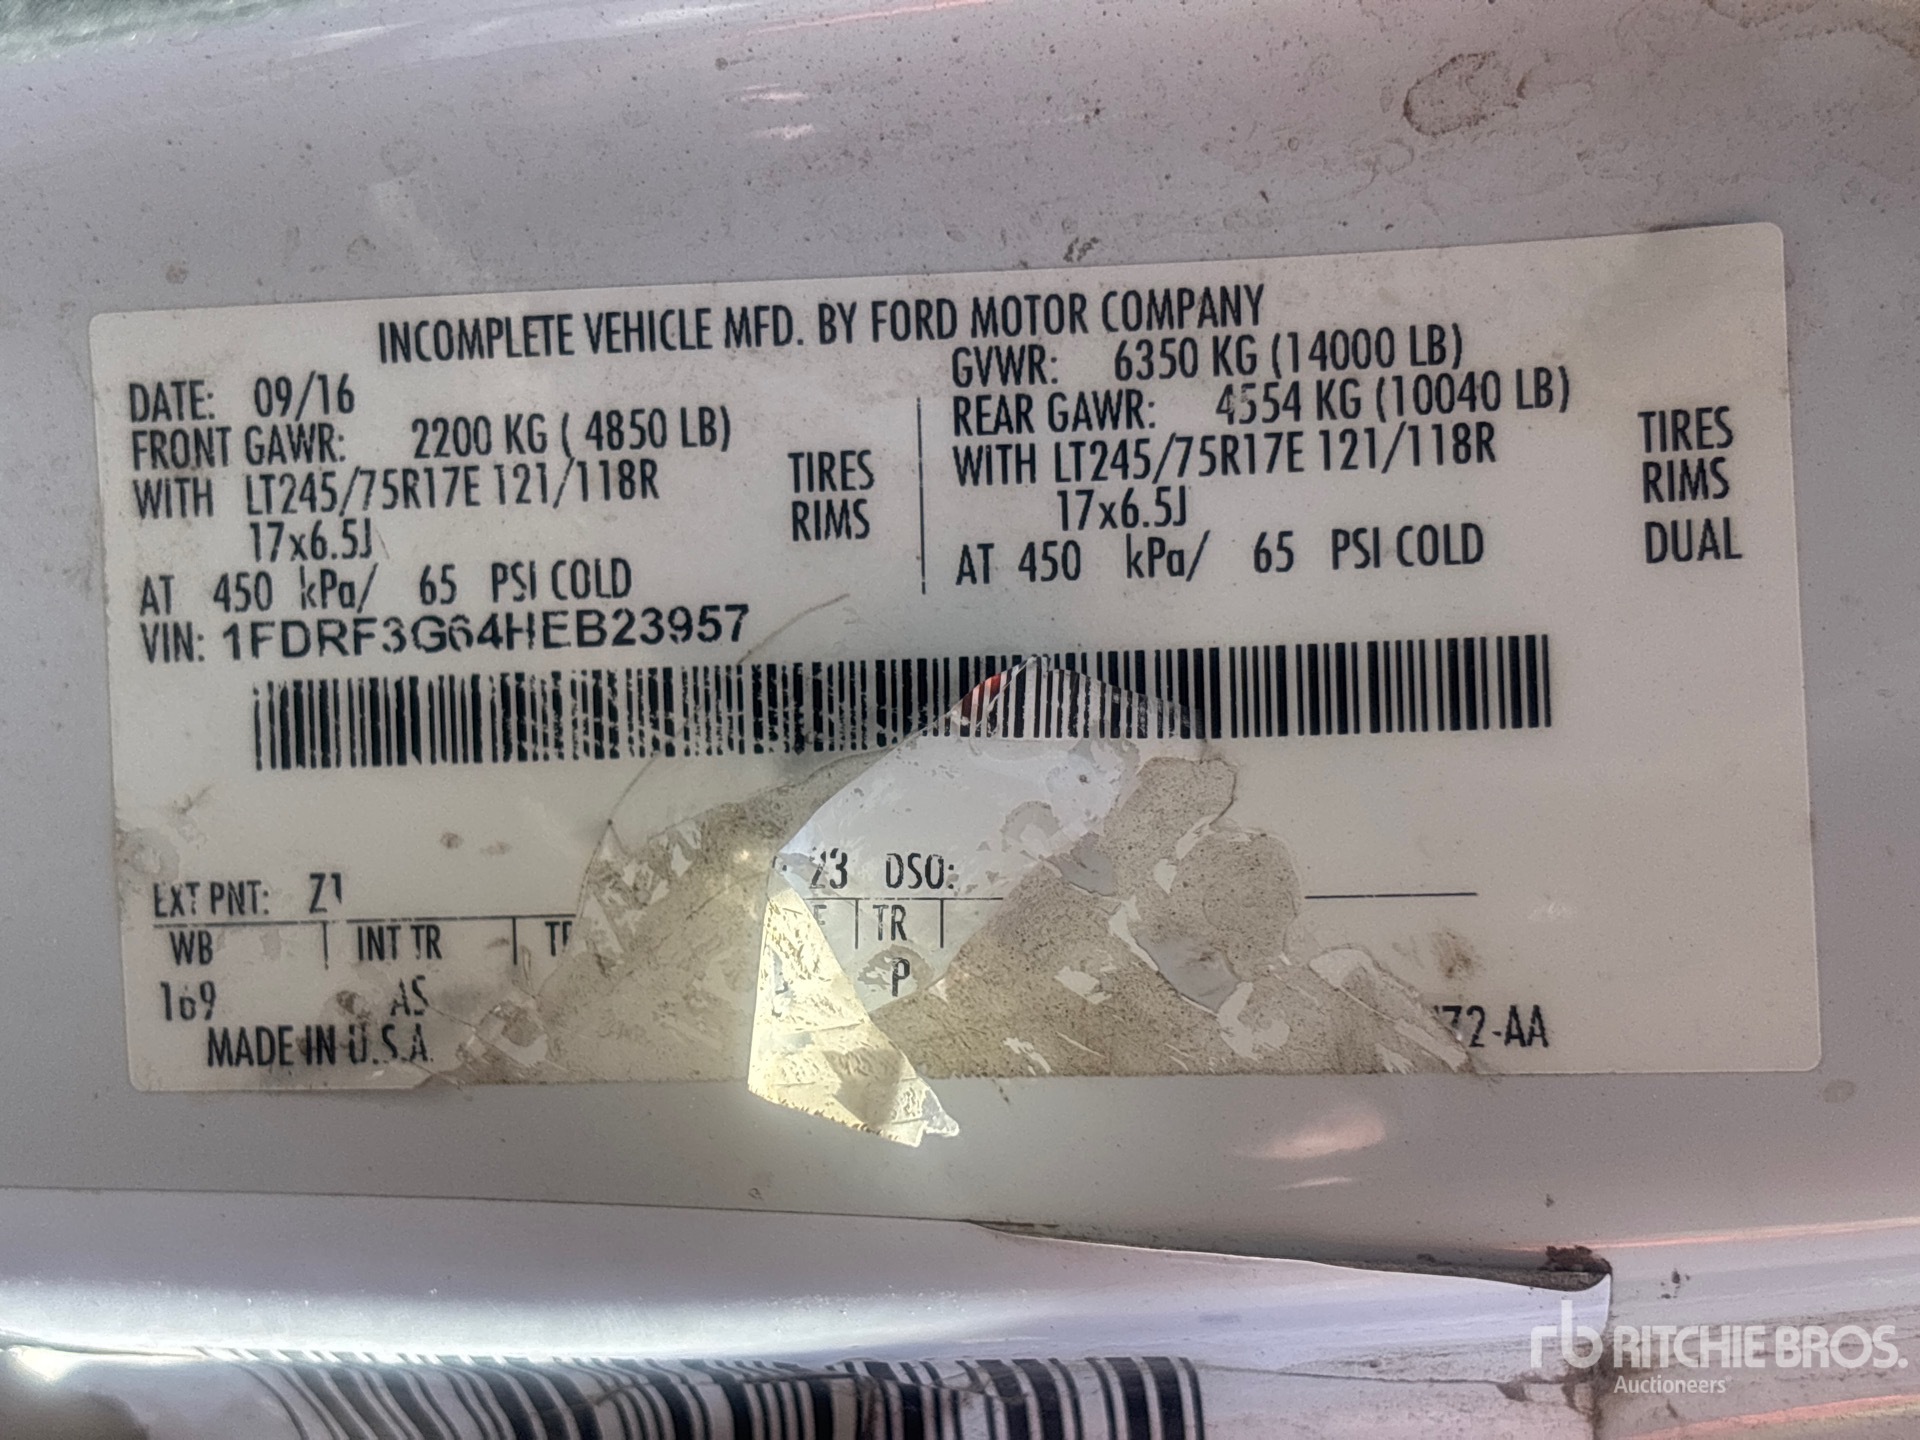 INCOMPLETE VEHICLE MFD. BY FORD MOTOR COMPANY
DATE: 09/16
GVWR: 6350 KG (14000 LB)
FRONT GAWR: 2200 KG ( 4850 LB)
REAR GAWR: 4554 KG (10040 LB)
WITH LT245/75R17E 121/118R TIRES
17x6.5J RIMS
AT 450 kPa/ 65 PSI COLD
WITH LT245/75R17E 121/118R TIRES
17x6.5J RIMS
AT 450 kPa/ 65 PSI COLD DUAL
VIN: 1FDRF3G64HEB23957
EXT PNT: Z1 23 DSO:
WB INT TR TR
169 AS P
MADE IN U.S.A. 72-AA
rb RITCHIE BROS.
Auctioneers